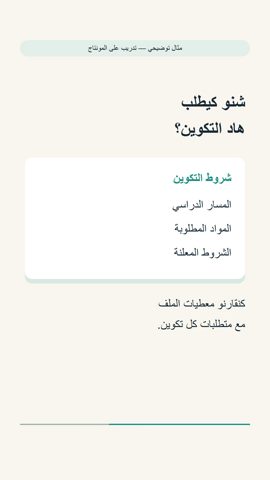 مثال توضيحي — تدريب على المونتاج
شنو كيطلب
هاد التكوين؟
شروط التكوين
المسار الدراسي
المواد المطلوبة
الشروط المعلنة
كنقارنو معطيات الملف
مع متطلبات كل تكوين.